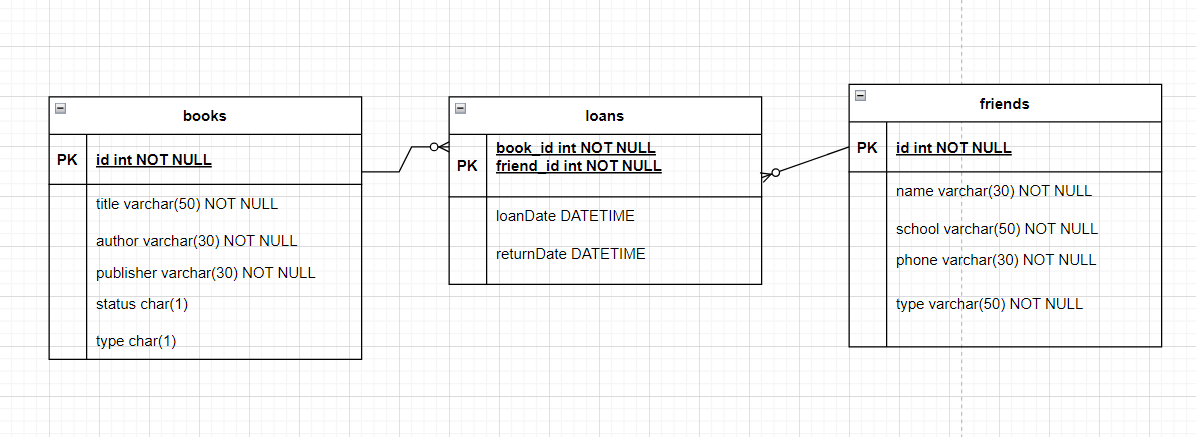 books
PK
id int NOT NULL
title varchar(50) NOT NULL
author varchar(30) NOT NULL
publisher varchar(30) NOT NULL
status char(1)
type char(1)
loans
PK
book_id int NOT NULL
friend_id int NOT NULL
loanDate DATETIME
returnDate DATETIME
friends
PK
id int NOT NULL
name varchar(30) NOT NULL
school varchar(50) NOT NULL
phone varchar(30) NOT NULL
type varchar(50) NOT NULL